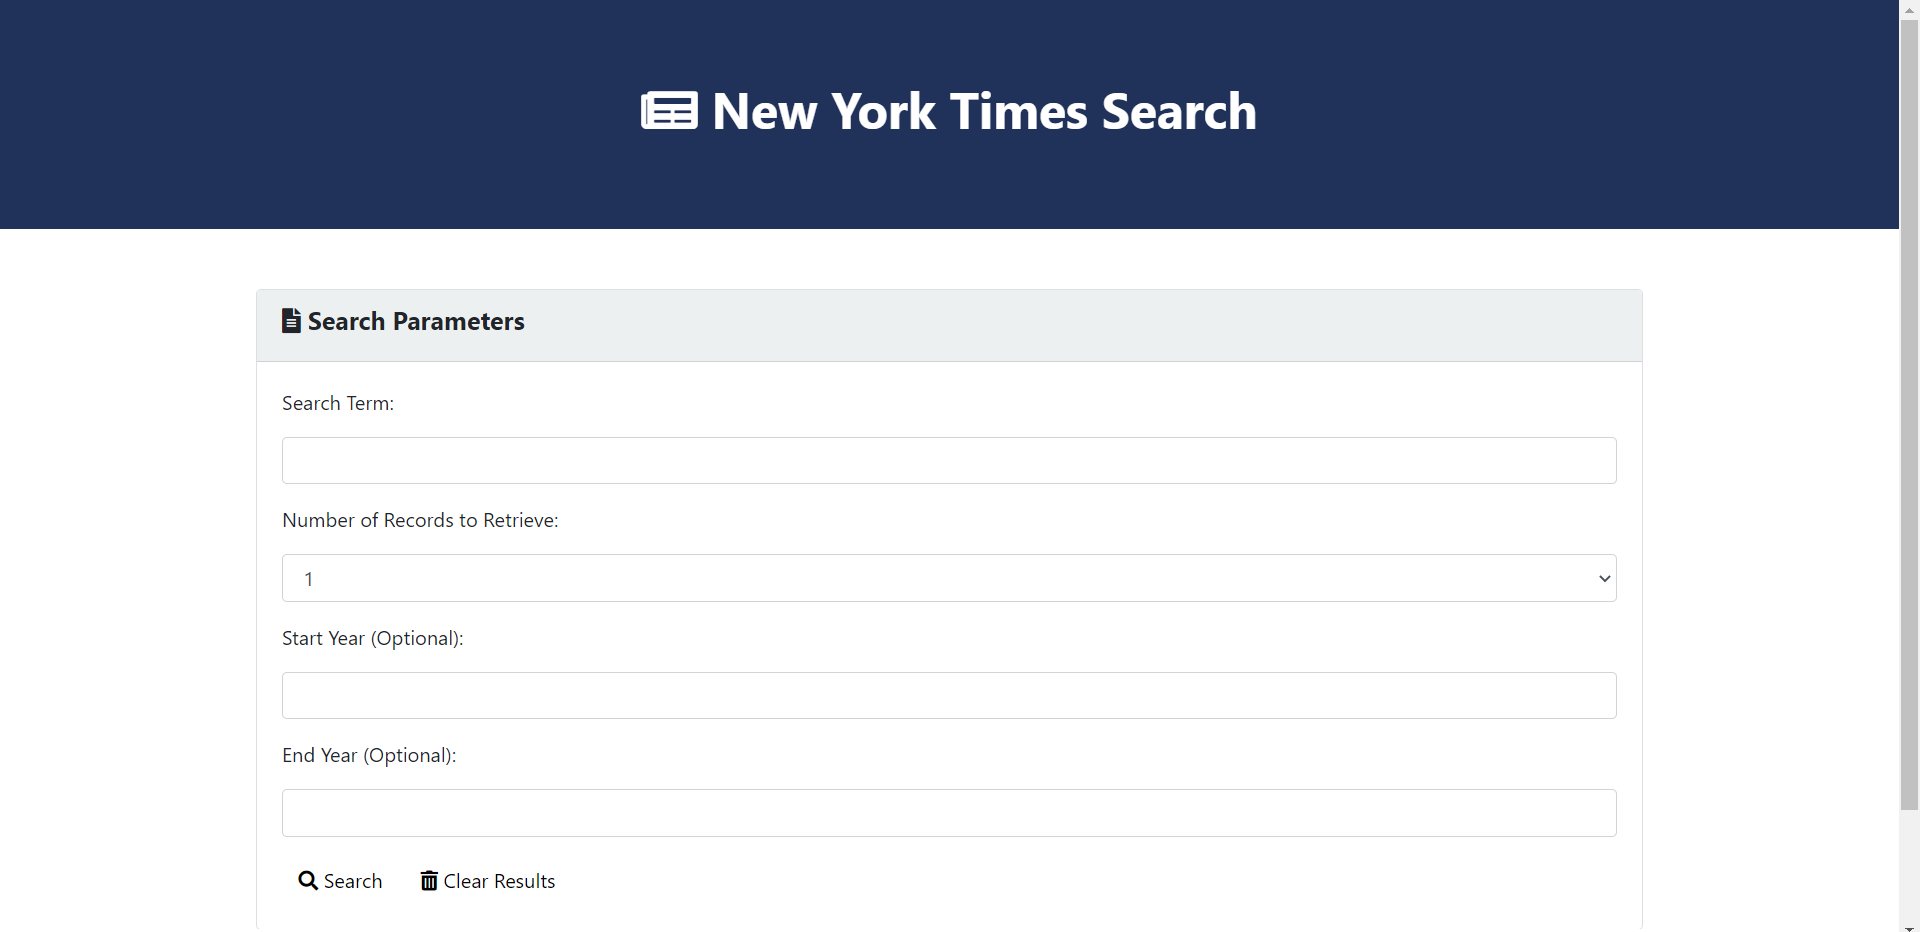 New York Times Search
Search Parameters
Search Term:
Number of Records to Retrieve:
1
Start Year (Optional):
End Year (Optional):
Search Clear Results